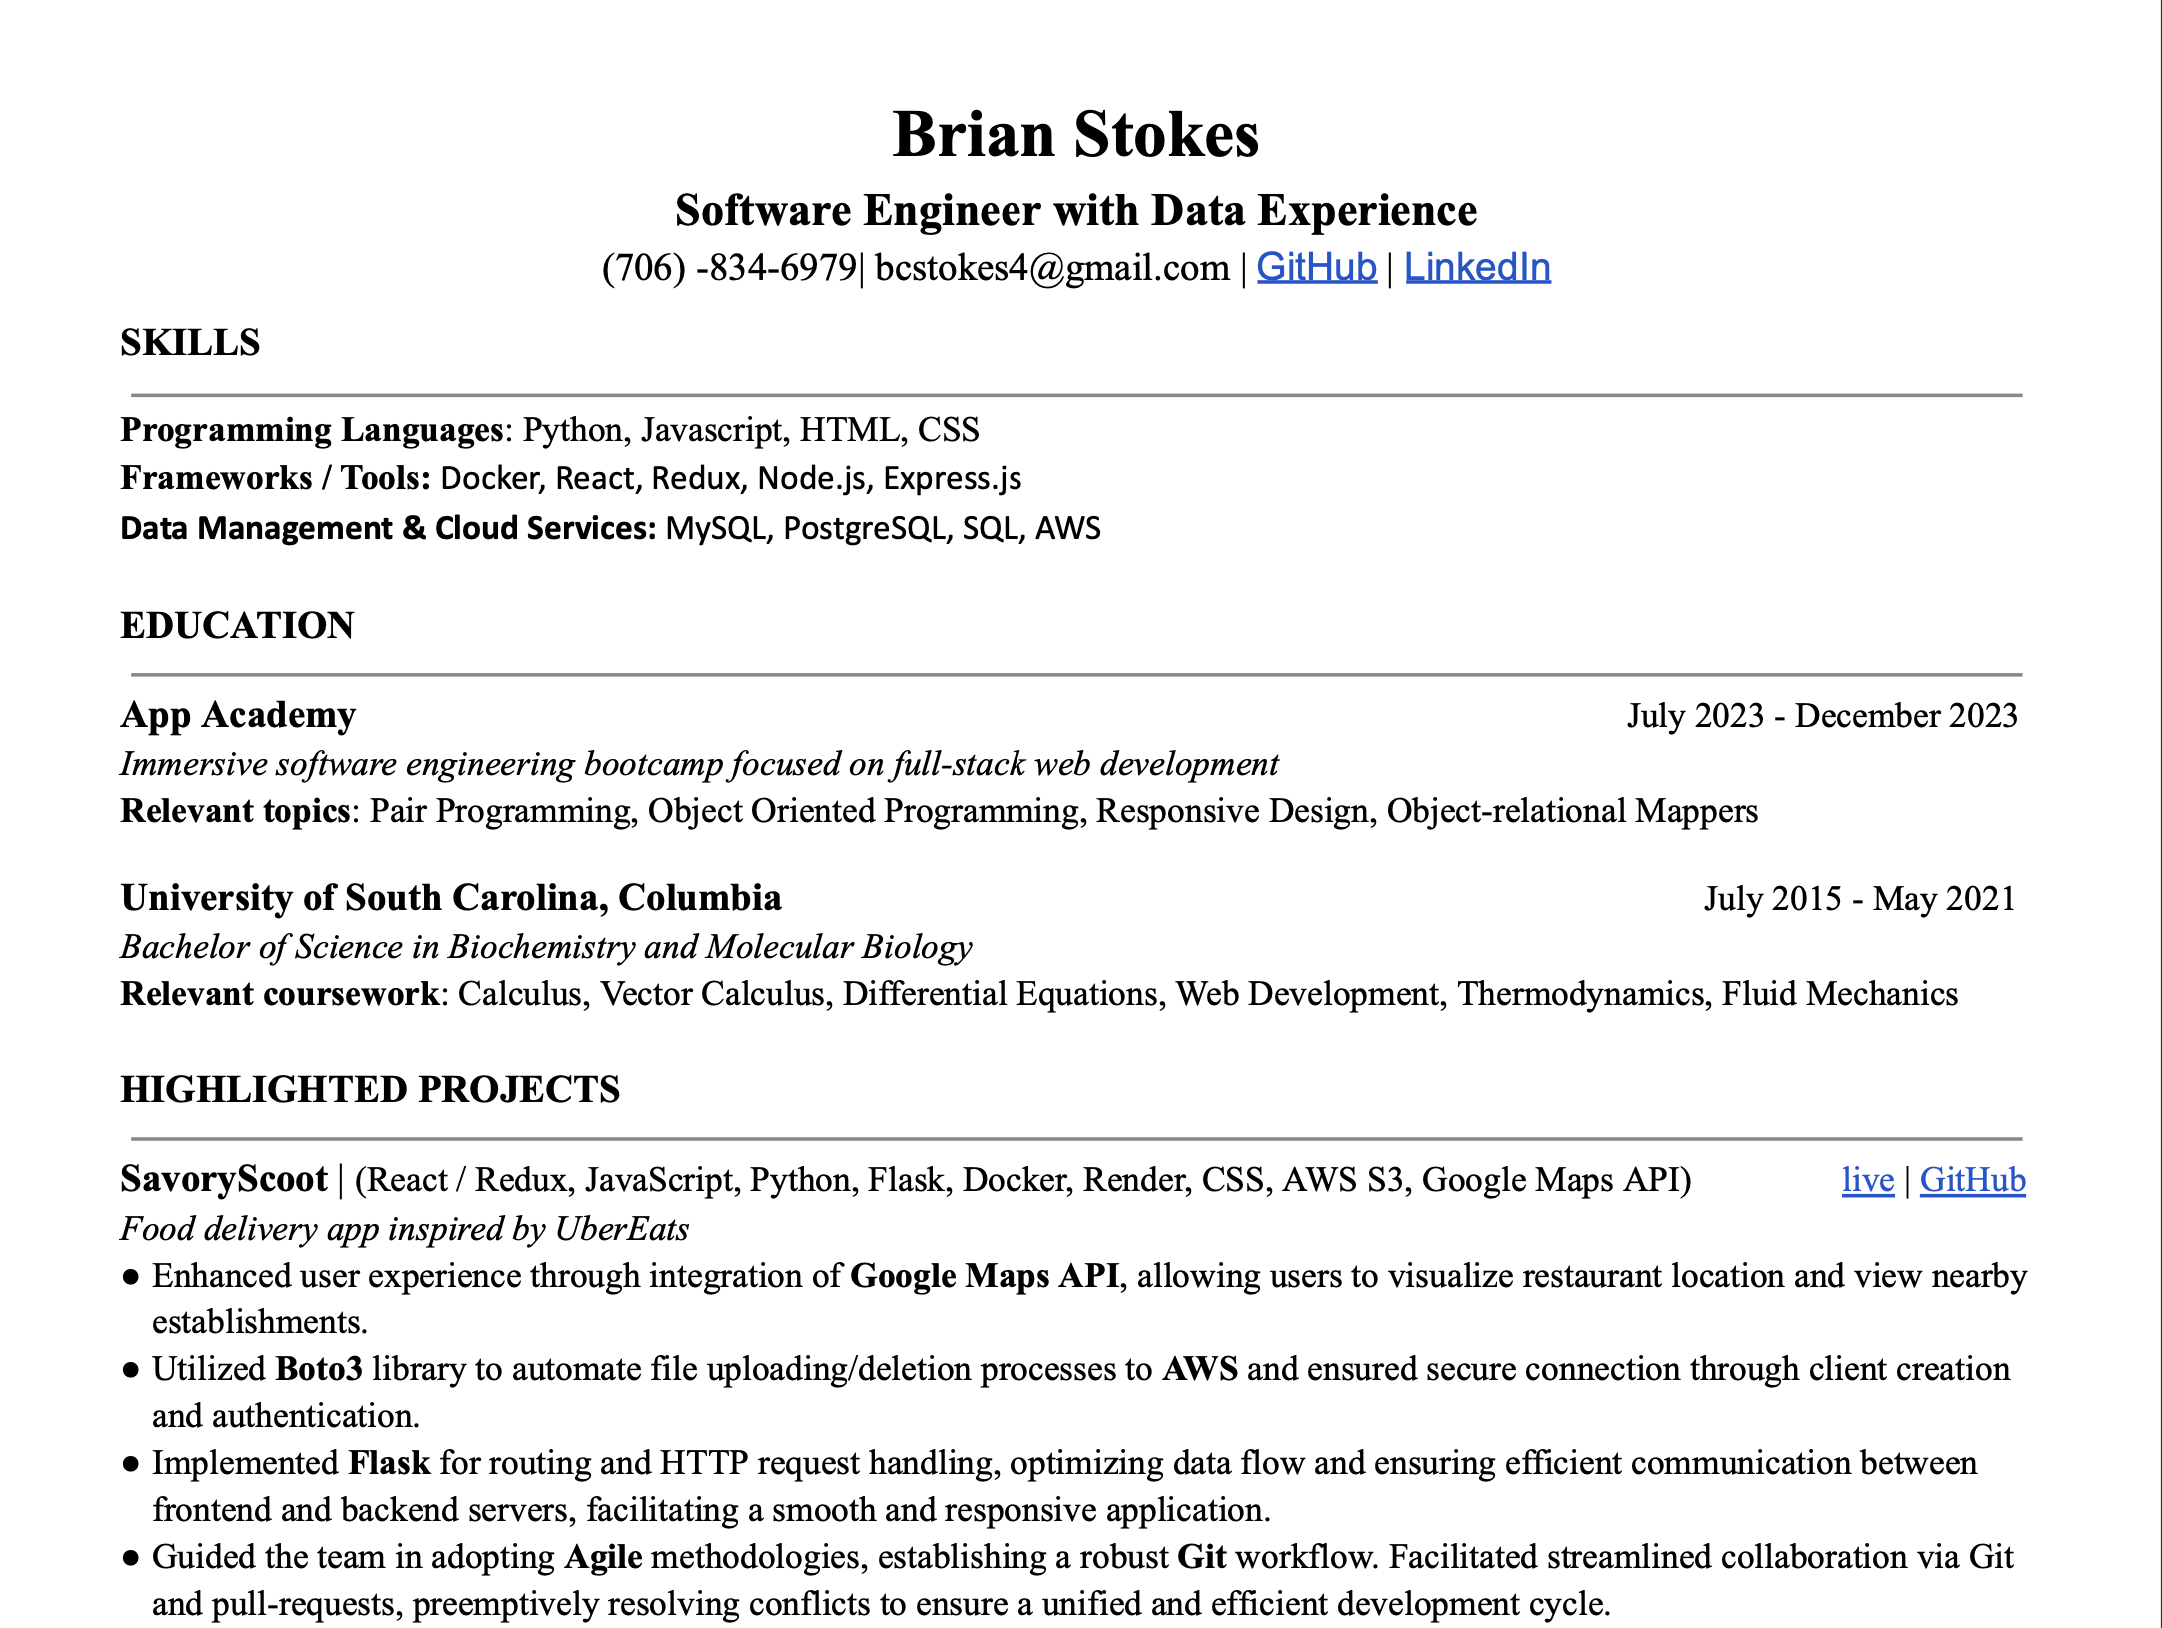 Brian Stokes
Software Engineer with Data Experience
(706) -834-6979| bcstokes4@gmail.com | GitHub | LinkedIn
SKILLS
Programming Languages: Python, Javascript, HTML, CSS
Frameworks / Tools: Docker, React, Redux, Node.js, Express.js
Data Management & Cloud Services: MySQL, PostgreSQL, SQL, AWS
EDUCATION
App Academy July 2023 - December 2023
Immersive software engineering bootcamp focused on full-stack web development
Relevant topics: Pair Programming, Object Oriented Programming, Responsive Design, Object-relational Mappers
University of South Carolina, Columbia July 2015 - May 2021
Bachelor of Science in Biochemistry and Molecular Biology
Relevant coursework: Calculus, Vector Calculus, Differential Equations, Web Development, Thermodynamics, Fluid Mechanics
HIGHLIGHTED PROJECTS
SavoryScoot | (React / Redux, JavaScript, Python, Flask, Docker, Render, CSS, AWS S3, Google Maps API) live | GitHub
Food delivery app inspired by UberEats
● Enhanced user experience through integration of Google Maps API, allowing users to visualize restaurant location and view nearby
establishments.
● Utilized Boto3 library to automate file uploading/deletion processes to AWS and ensured secure connection through client creation
and authentication.
● Implemented Flask for routing and HTTP request handling, optimizing data flow and ensuring efficient communication between
frontend and backend servers, facilitating a smooth and responsive application.
● Guided the team in adopting Agile methodologies, establishing a robust Git workflow. Facilitated streamlined collaboration via Git
and pull-requests, preemptively resolving conflicts to ensure a unified and efficient development cycle.